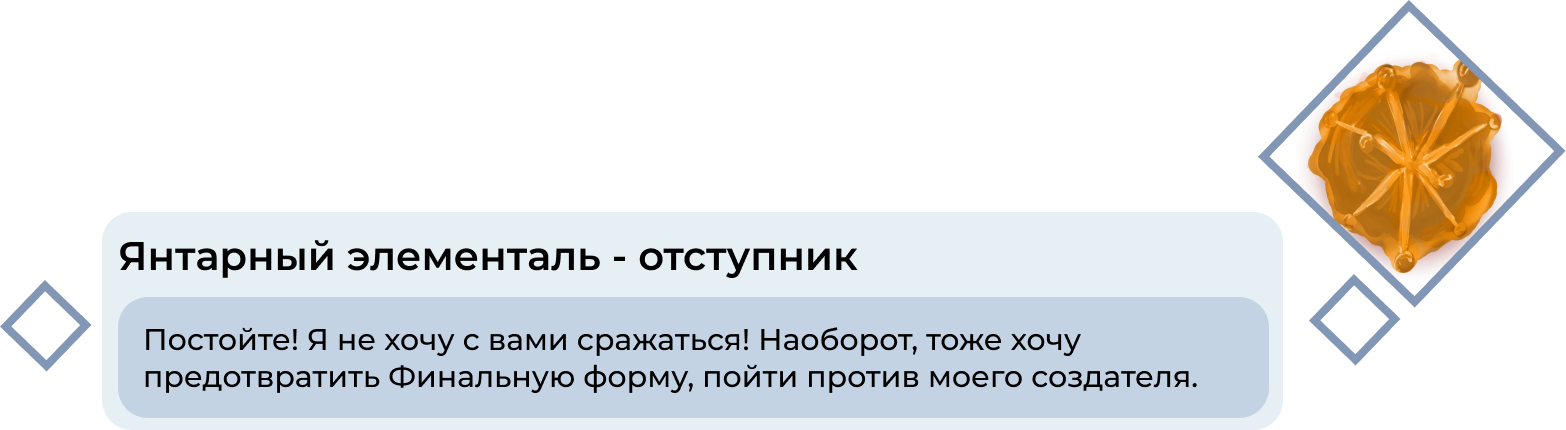 Янтарный элементаль - отступник
Постойте! Я не хочу с вами сражаться! Наоборот, тоже хочу
предотвратить Финальную форму, пойти против моего создателя.